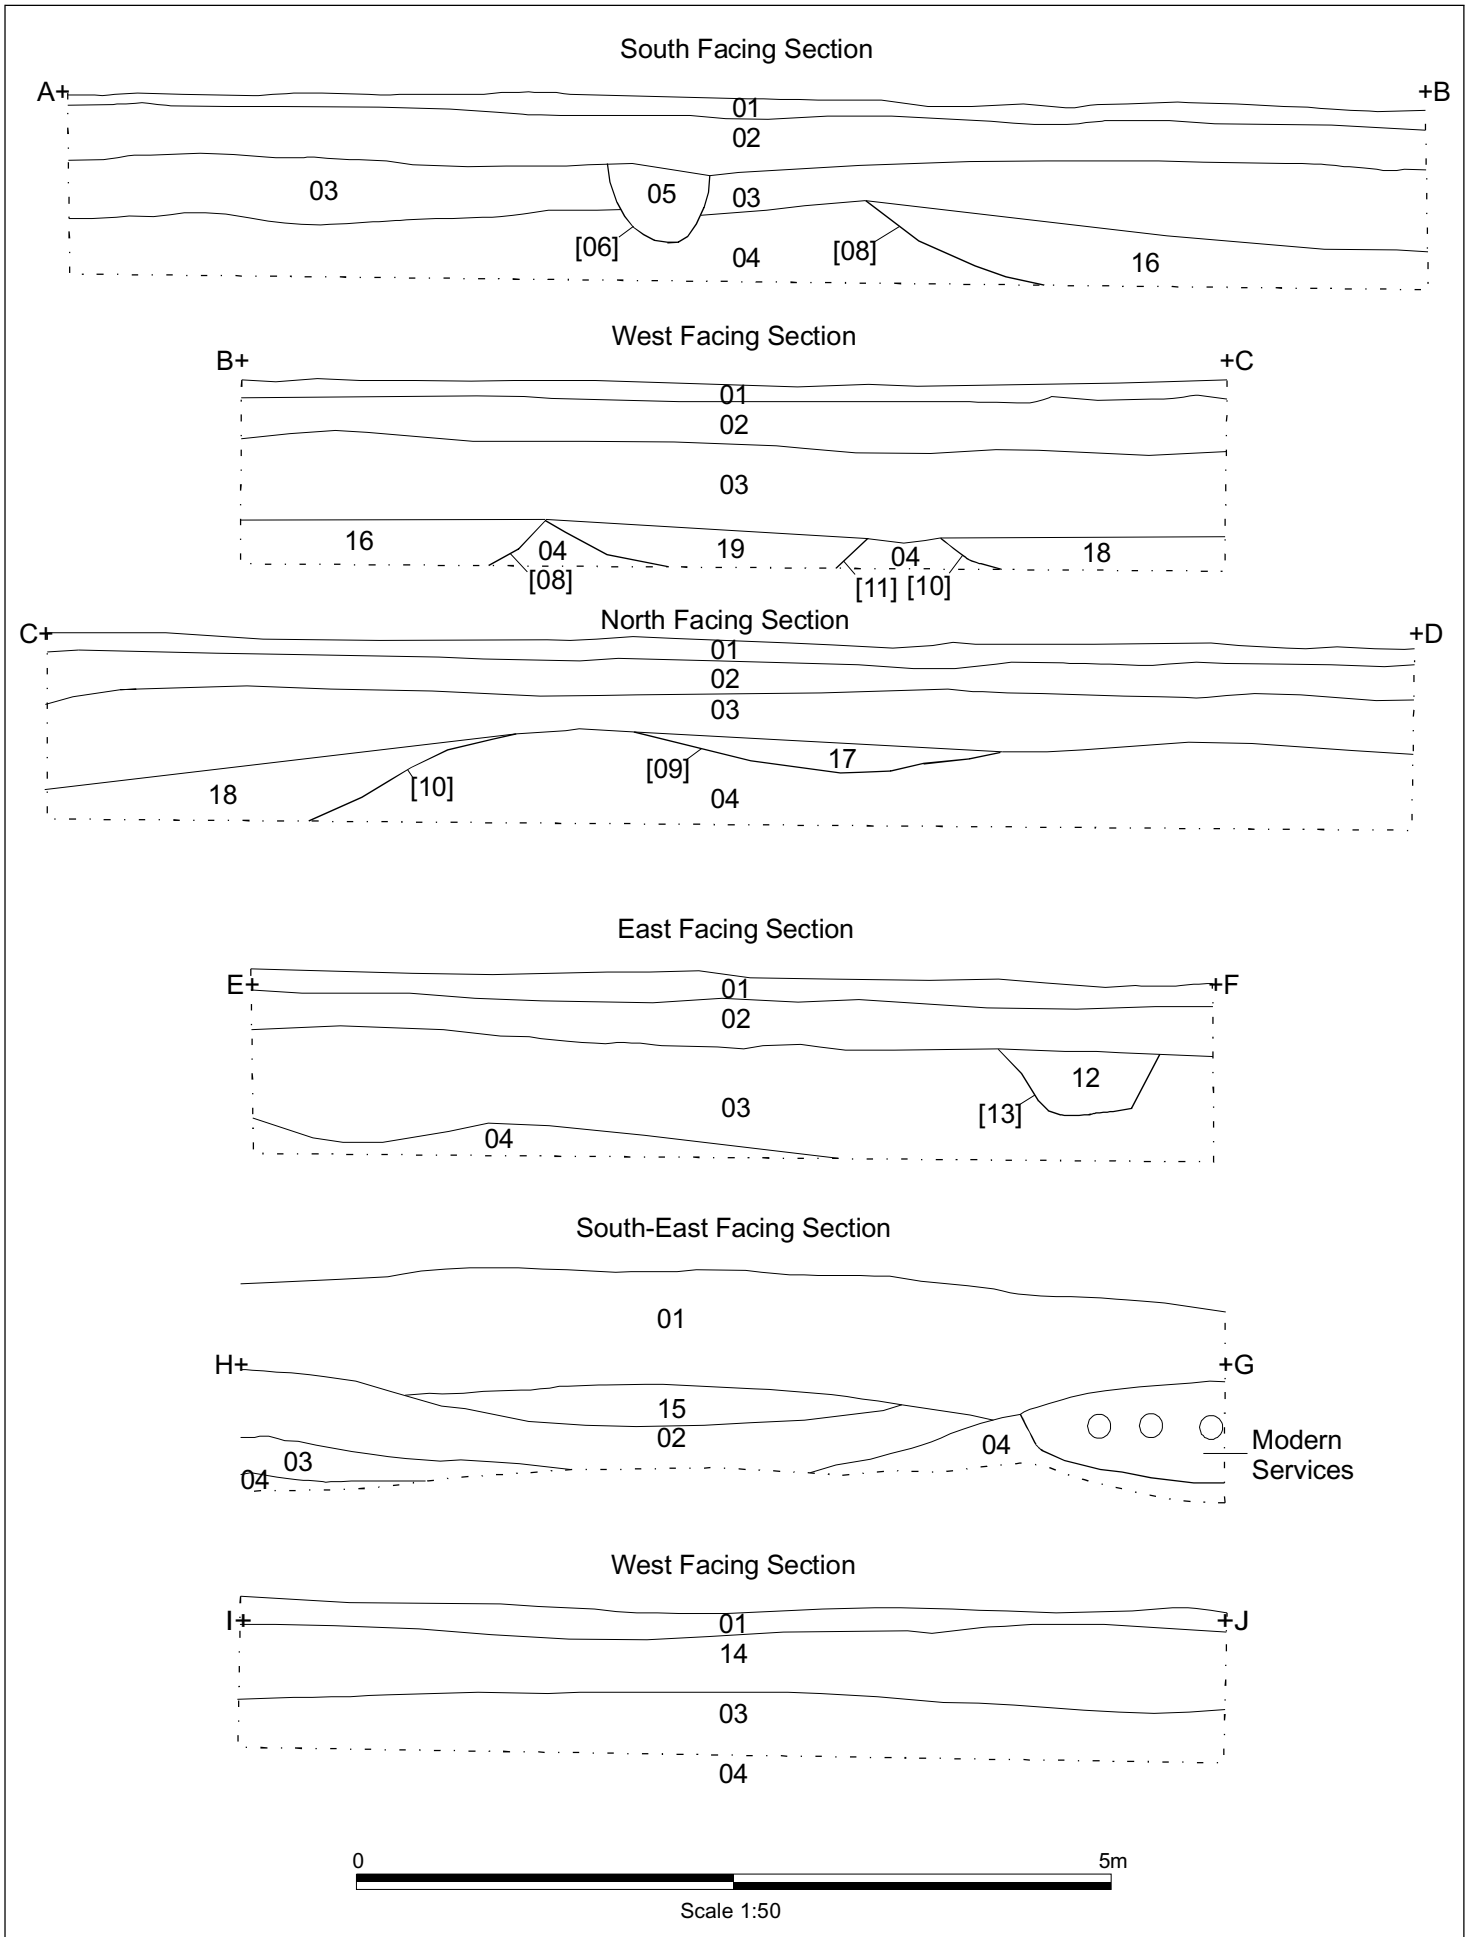 South Facing Section
A+ +B
01
02
03 05 03
[06] 04 [08] 16
West Facing Section
B+ +C
01
02
03
16 04 19 04 18
[08] [11] [10]
North Facing Section
C+ +D
01
02
03
17
[09]
18 [10] 04
East Facing Section
E+ +F
01
02
12
03 [13]
04
South-East Facing Section
01
H+ +G
15
02 04 Modern
03 Services
04
West Facing Section
I+ +J
01
14
03
04
0 5m
Scale 1:50